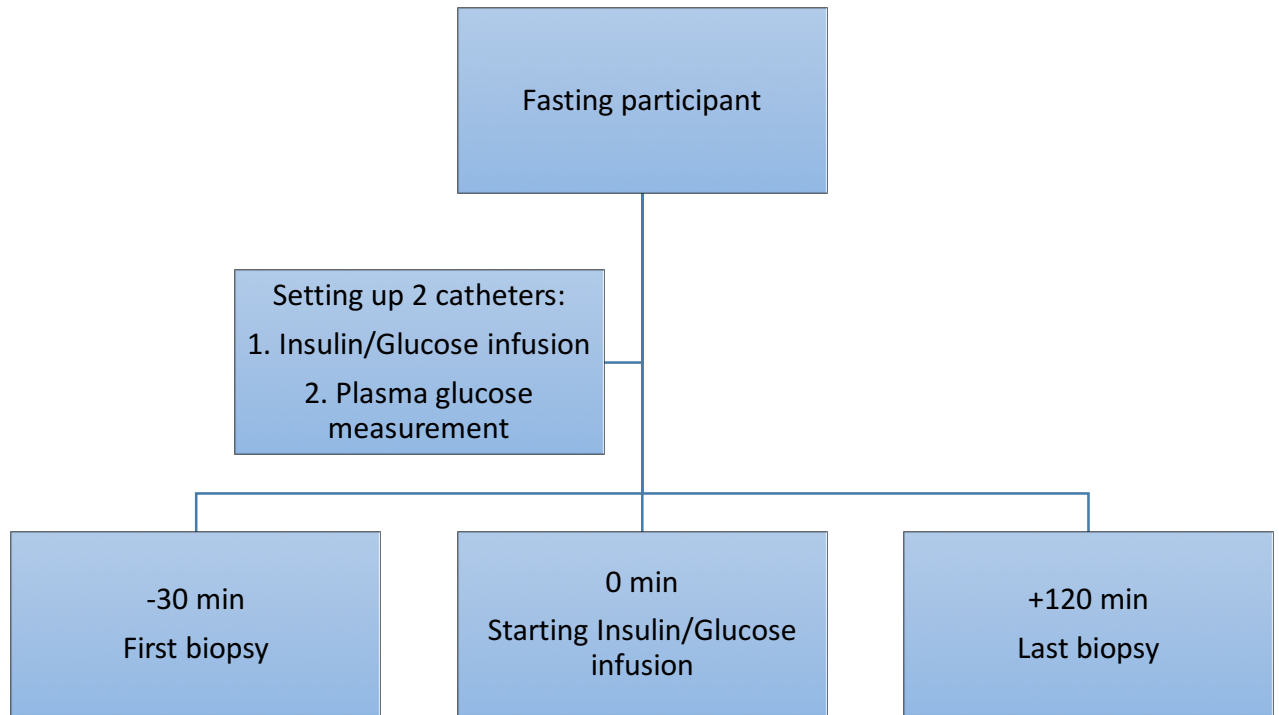 Fasting participant
Setting up 2 catheters:
1. Insulin/Glucose infusion
2. Plasma glucose
measurement
-30 min
First biopsy
0 min
Starting Insulin/Glucose
infusion
+120 min
Last biopsy